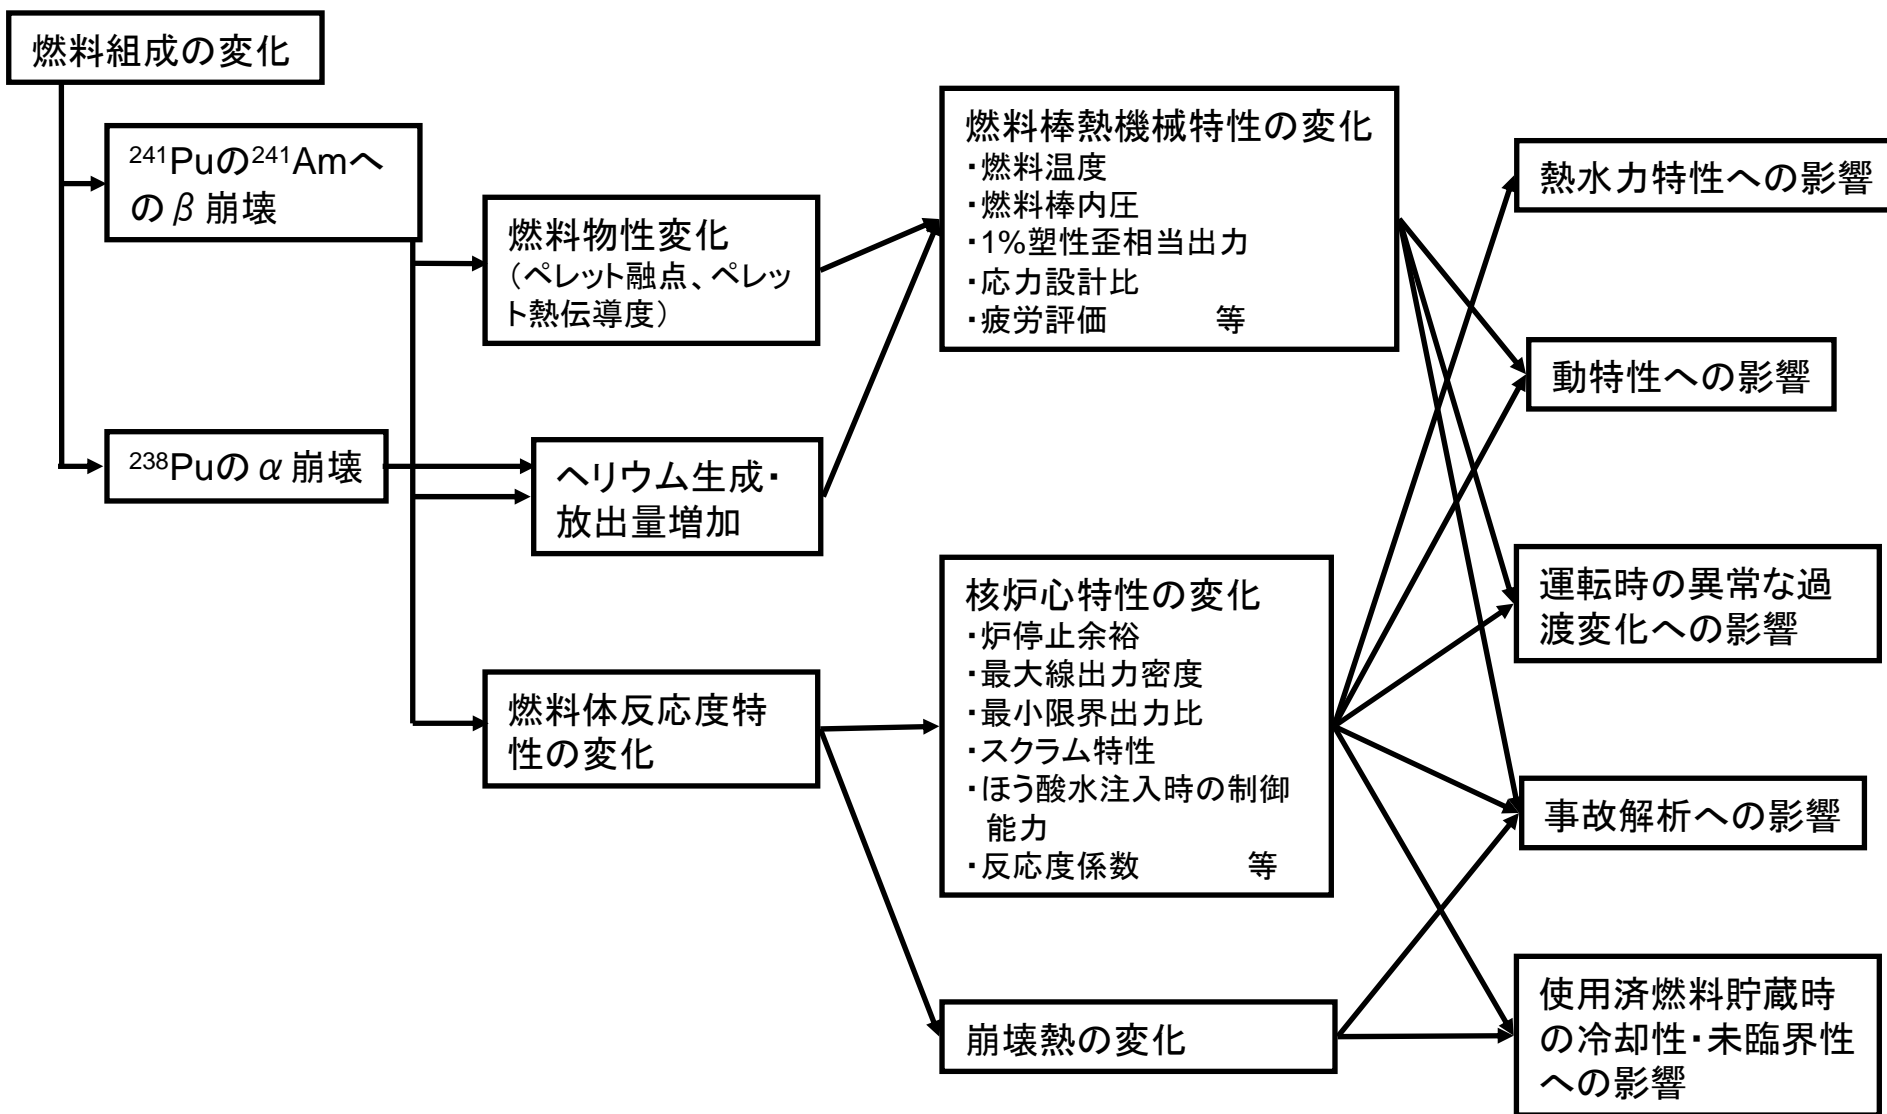 燃料組成の変化
²⁴¹Puの²⁴¹Amへ
のβ崩壊
²³⁸Puのα崩壊
燃料物性変化
（ペレット融点、ペレッ
ト熱伝導度）
ヘリウム生成・
放出量増加
燃料体反応度特
性の変化
燃料棒熱機械特性の変化
・燃料温度
・燃料棒内圧
・1%塑性歪相当出力
・応力設計比
・疲労評価　　　等
核炉心特性の変化
・炉停止余裕
・最大線出力密度
・最小限界出力比
・スクラム特性
・ほう酸水注入時の制御
能力
・反応度係数　　　等
崩壊熱の変化
熱水力特性への影響
動特性への影響
運転時の異常な過
渡変化への影響
事故解析への影響
使用済燃料貯蔵時
の冷却性・未臨界性
への影響